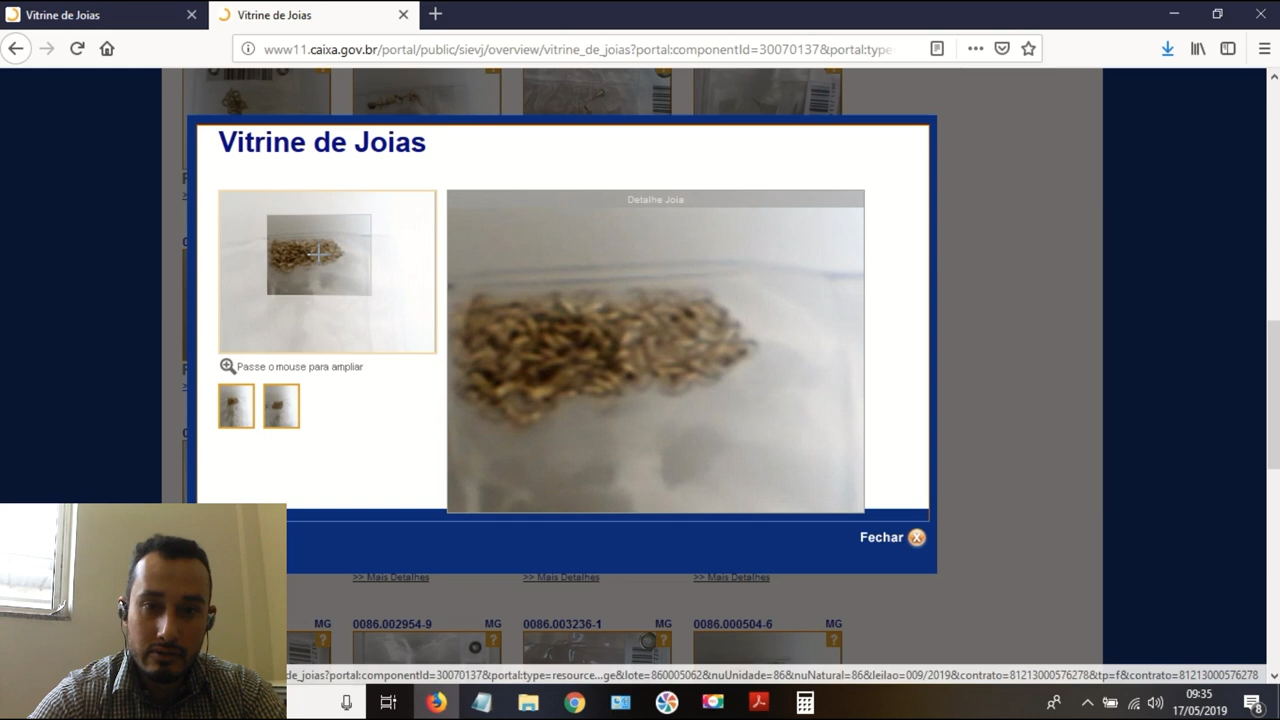 Vitrine de Joias
Vitrine de Joias
www11.caixa.gov.br/portal/public/sievj/overview/vitrine_de_joias?portal:componentId=30070137&portal:type=
Vitrine de Joias
Detalhe Joia
Passe o mouse para ampliar
Fechar X
>> Mais Detalhes
>> Mais Detalhes
>> Mais Detalhes
MG
0086.002954-9 MG
0086.003236-1 MG
0086.000504-6 MG
?
?
?
de_joias?portal:componentId=30070137&portal:type=resource...ge&lote=860005062&nuUnidade=86&nuNatural=86&leilao=009/2019&contrato=81213000576278&tp=f&contrato=81213000576278
09:35
17/05/2019
8